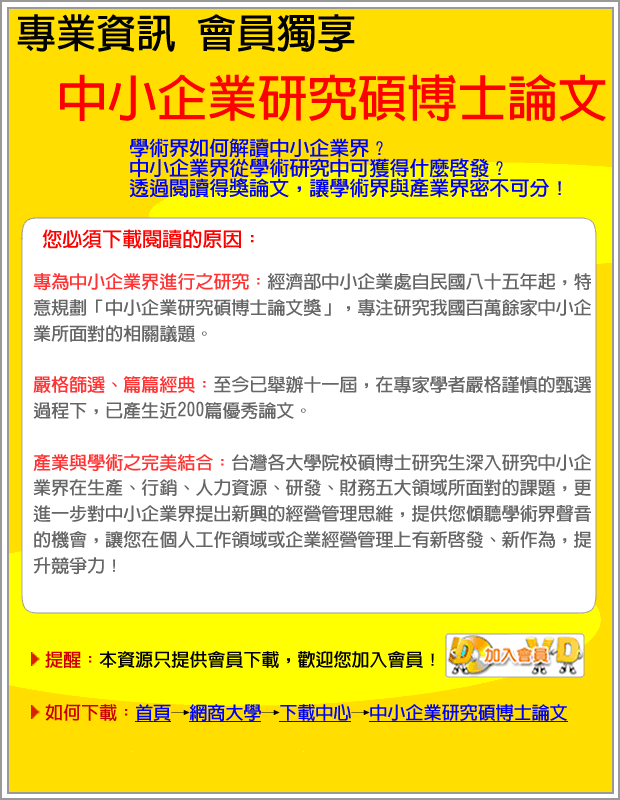 專業資訊 會員獨享
中小企業研究碩博士論文
學術界如何解讀中小企業界？
中小企業界從學術研究中可獲得什麼啓發？
透過閱讀得獎論文，讓學術界與產業界密不可分！
您必須下載閱讀的原因：
專為中小企業界進行之研究：經濟部中小企業處自民國八十五年起，特
意規劃「中小企業研究碩博士論文獎」，專注研究我國百萬餘家中小企
業所面對的相關議題。
嚴格篩選、篇篇經典：至今已舉辦十一屆，在專家學者嚴格謹慎的甄選
過程下，已產生近200篇優秀論文。
產業與學術之完美結合：台灣各大學院校碩博士研究生深入研究中小企
業界在生產、行銷、人力資源、研發、財務五大領域所面對的課題，更
進一步對中小企業界提出新興的經營管理思維，提供您傾聽學術界聲音
的機會，讓您在個人工作領域或企業經營管理上有新啓發、新作為，提
升競爭力！
提醒：本資源只提供會員下載，歡迎您加入會員！ 加入會員
如何下載：首頁→網商大學→下載中心→中小企業研究碩博士論文